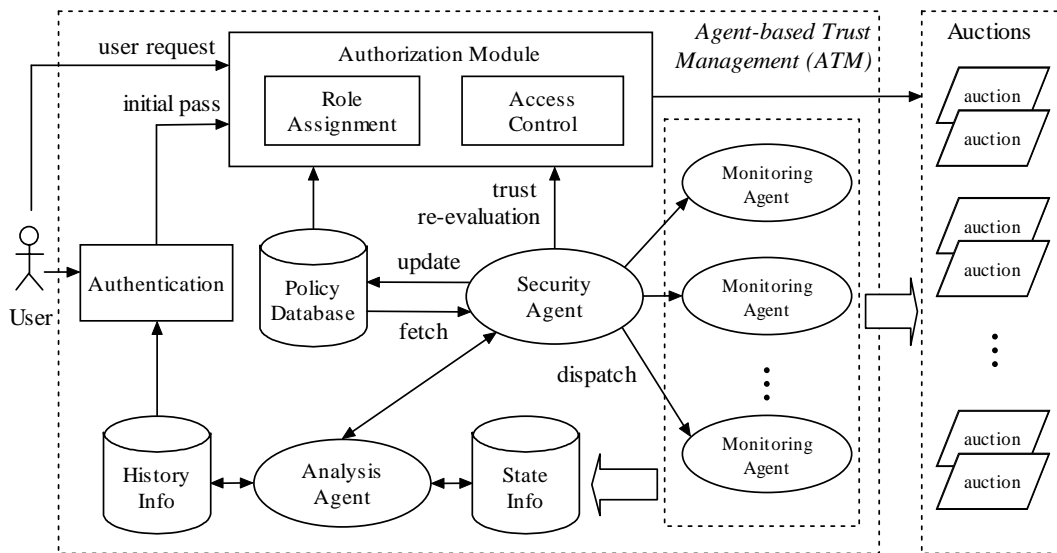 user request
Authorization Module
Role
Assignment
Access
Control
Agent-based Trust
Management (ATM)
Auctions
auction
auction
initial pass
Monitoring
Agent
trust
re-evaluation
User
Authentication
Policy
Database
update
fetch
Security
Agent
Monitoring
Agent
auction
auction
dispatch
Monitoring
Agent
History
Info
Analysis
Agent
State
Info
auction
auction